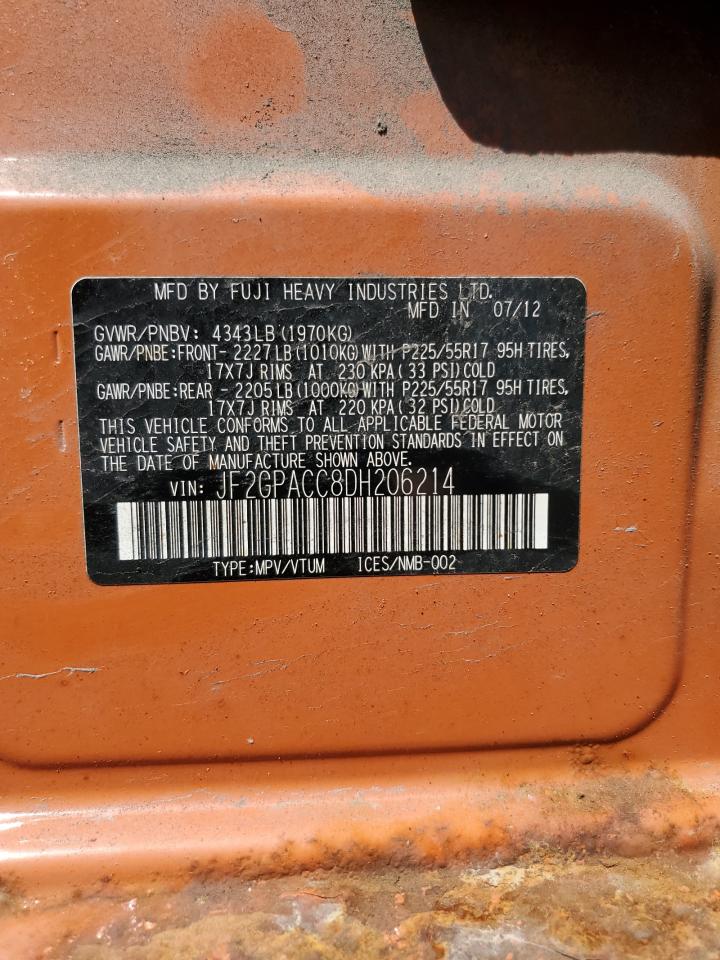 MFD BY FUJI HEAVY INDUSTRIES LTD.
MFD IN 07/12
GVWR/PNBV: 4343LB(1970KG)
GAWR/PNBE:FRONT- 2227LB(1010KG)WITH P225/55R17 95H TIRES,
17X7J RIMS AT 230 KPA( 33 PSI)COLD
GAWR/PNBE:REAR - 2205LB(1000KG)WITH P225/55R17 95H TIRES,
17X7J RIMS AT 220 KPA( 32 PSI)COLD
THIS VEHICLE CONFORMS TO ALL APPLICABLE FEDERAL MOTOR
VEHICLE SAFETY AND THEFT PREVENTION STANDARDS IN EFFECT ON
THE DATE OF MANUFACTURE SHOWN ABOVE.
VIN: JF2GPACC8DH206214
TYPE:MPV/VTUM ICES/NMB-002